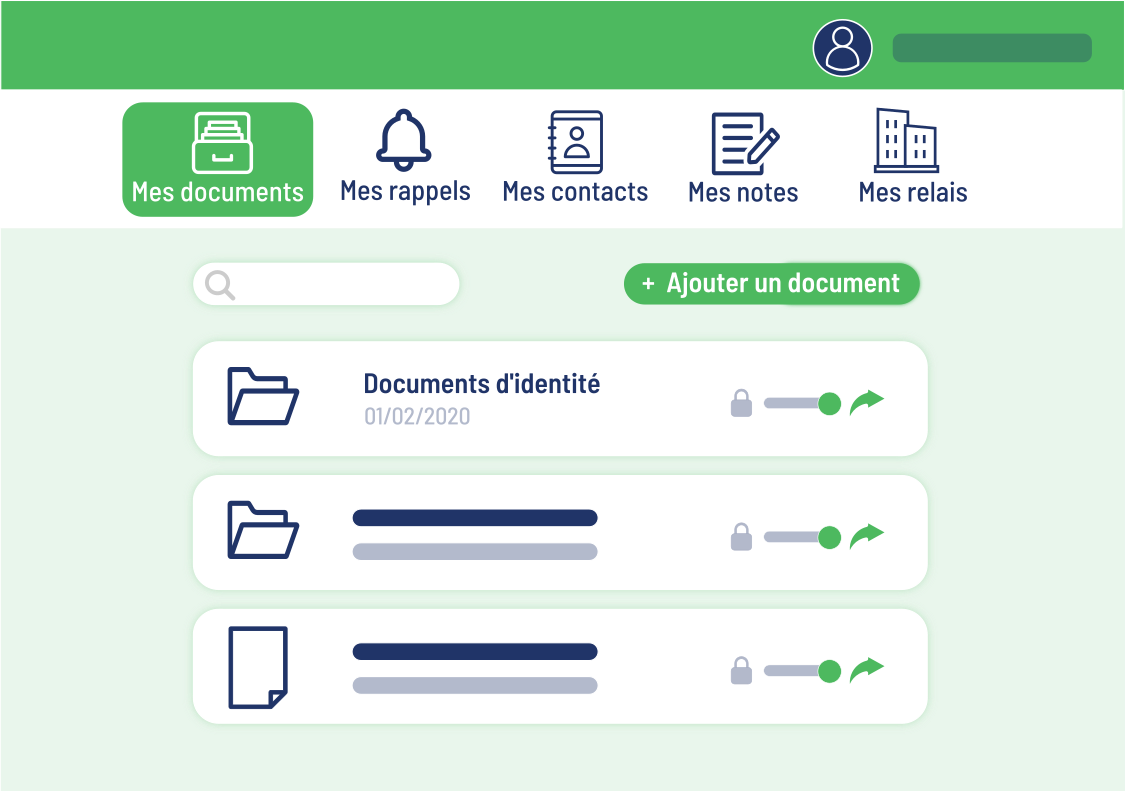 Mes documents
Mes rappels
Mes contacts
Mes notes
Mes relais
+ Ajouter un document
Documents d'identité
01/02/2020